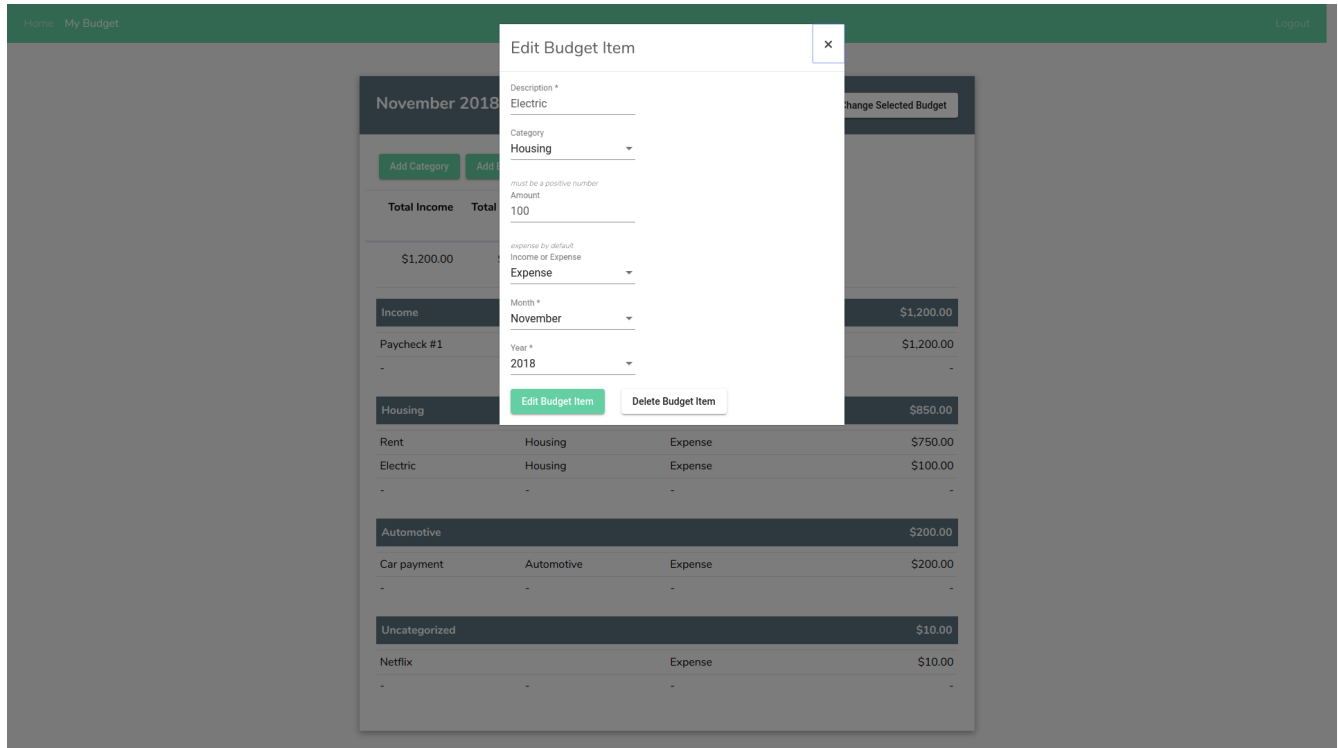 Home My Budget Logout
Edit Budget Item ×
November 2018 Change Selected Budget
Description *
Electric
Category
Housing
Add Category Add
must be a positive number
Amount
100
Total Income Total
expense by default
Income or Expense
Expense
$1,200.00
Month *
November
Income $1,200.00
Paycheck #1 $1,200.00
- -
Year *
2018
Edit Budget Item Delete Budget Item
Housing $850.00
Rent Housing Expense $750.00
Electric Housing Expense $100.00
- - - -
Automotive $200.00
Car payment Automotive Expense $200.00
- - - -
Uncategorized $10.00
Netflix Expense $10.00
- - - -